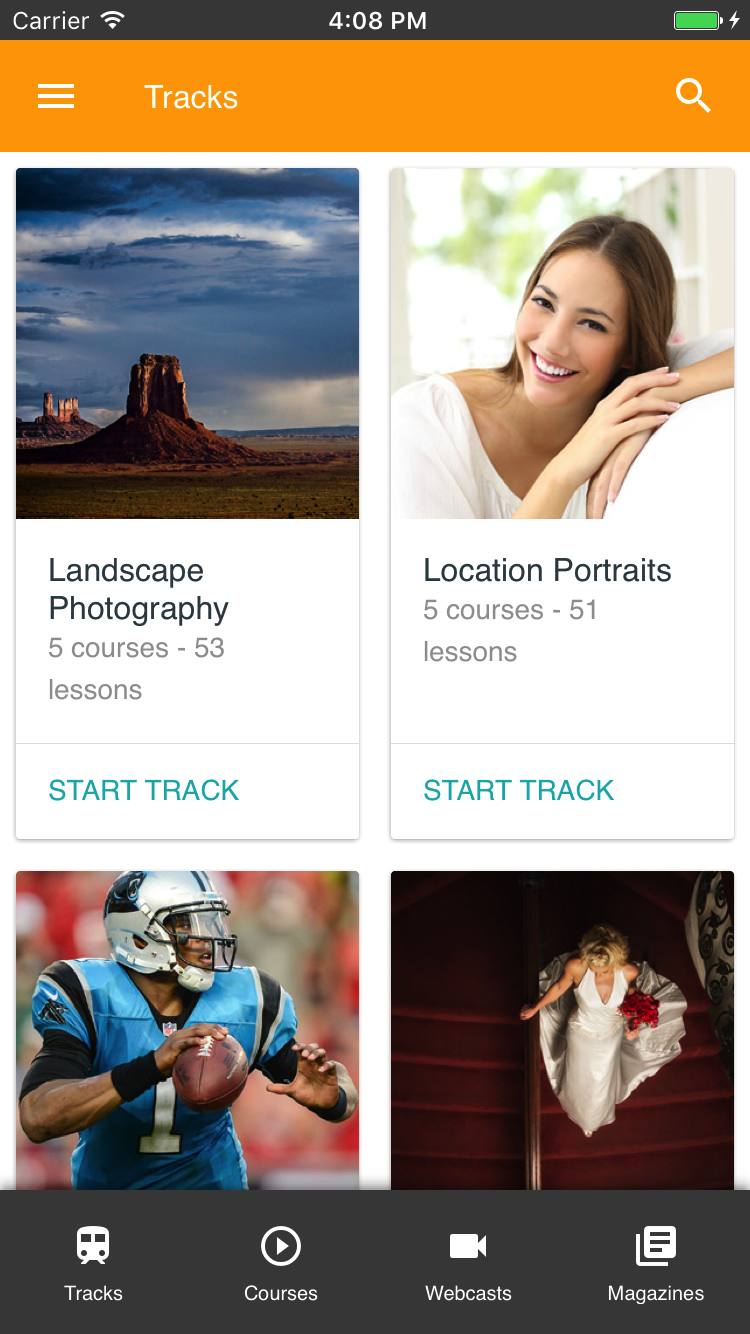 Carrier 4:08 PM
Tracks
Landscape
Photography
5 courses - 53
lessons
START TRACK
Location Portraits
5 courses - 51
lessons
START TRACK
1
Tracks Courses Webcasts Magazines